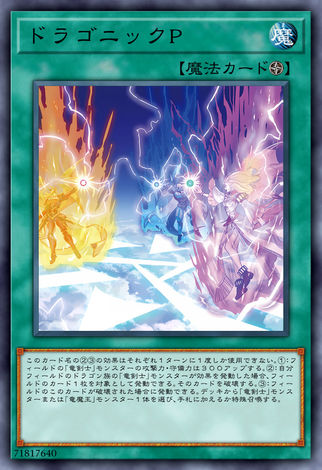 ドラゴニックP
魔
【魔法カード】
このカード名の②③の効果はそれぞれ1ターンに1度しか使用できない。①:フィ
ールドの「竜剣士」モンスターの攻撃力・守備力は300アップする。②:自分
フィールドのドラゴン族の「竜剣士」モンスターが効果を発動した場合、フィール
ドのカード1枚を対象として発動できる。そのカードを破壊する。③:フィールド
のこのカードが破壊された場合に発動できる。デッキから「竜剣士」モンス
ターまたは「竜魔王」モンスター1体を選び、手札に加えるか特殊召喚する。
71817640